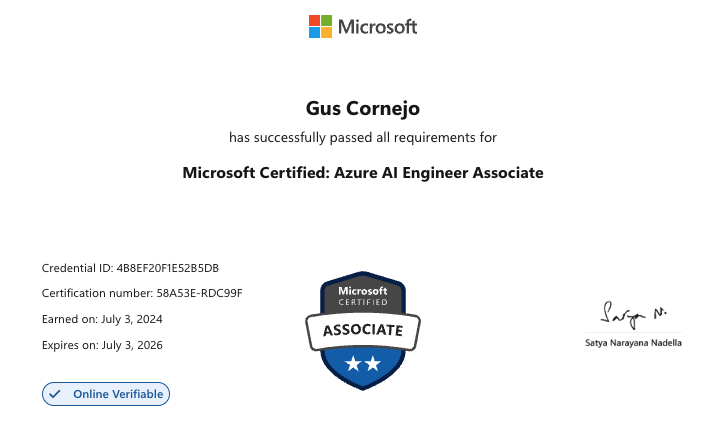 Microsoft
Gus Cornejo
has successfully passed all requirements for
Microsoft Certified: Azure AI Engineer Associate
Credential ID: 4B8EF20F1E52B5DB
Certification number: 58A53E-RDC99F
Earned on: July 3, 2024
Expires on: July 3, 2026
Online Verifiable
Microsoft
CERTIFIED
ASSOCIATE
Satya N.
Satya Narayana Nadella